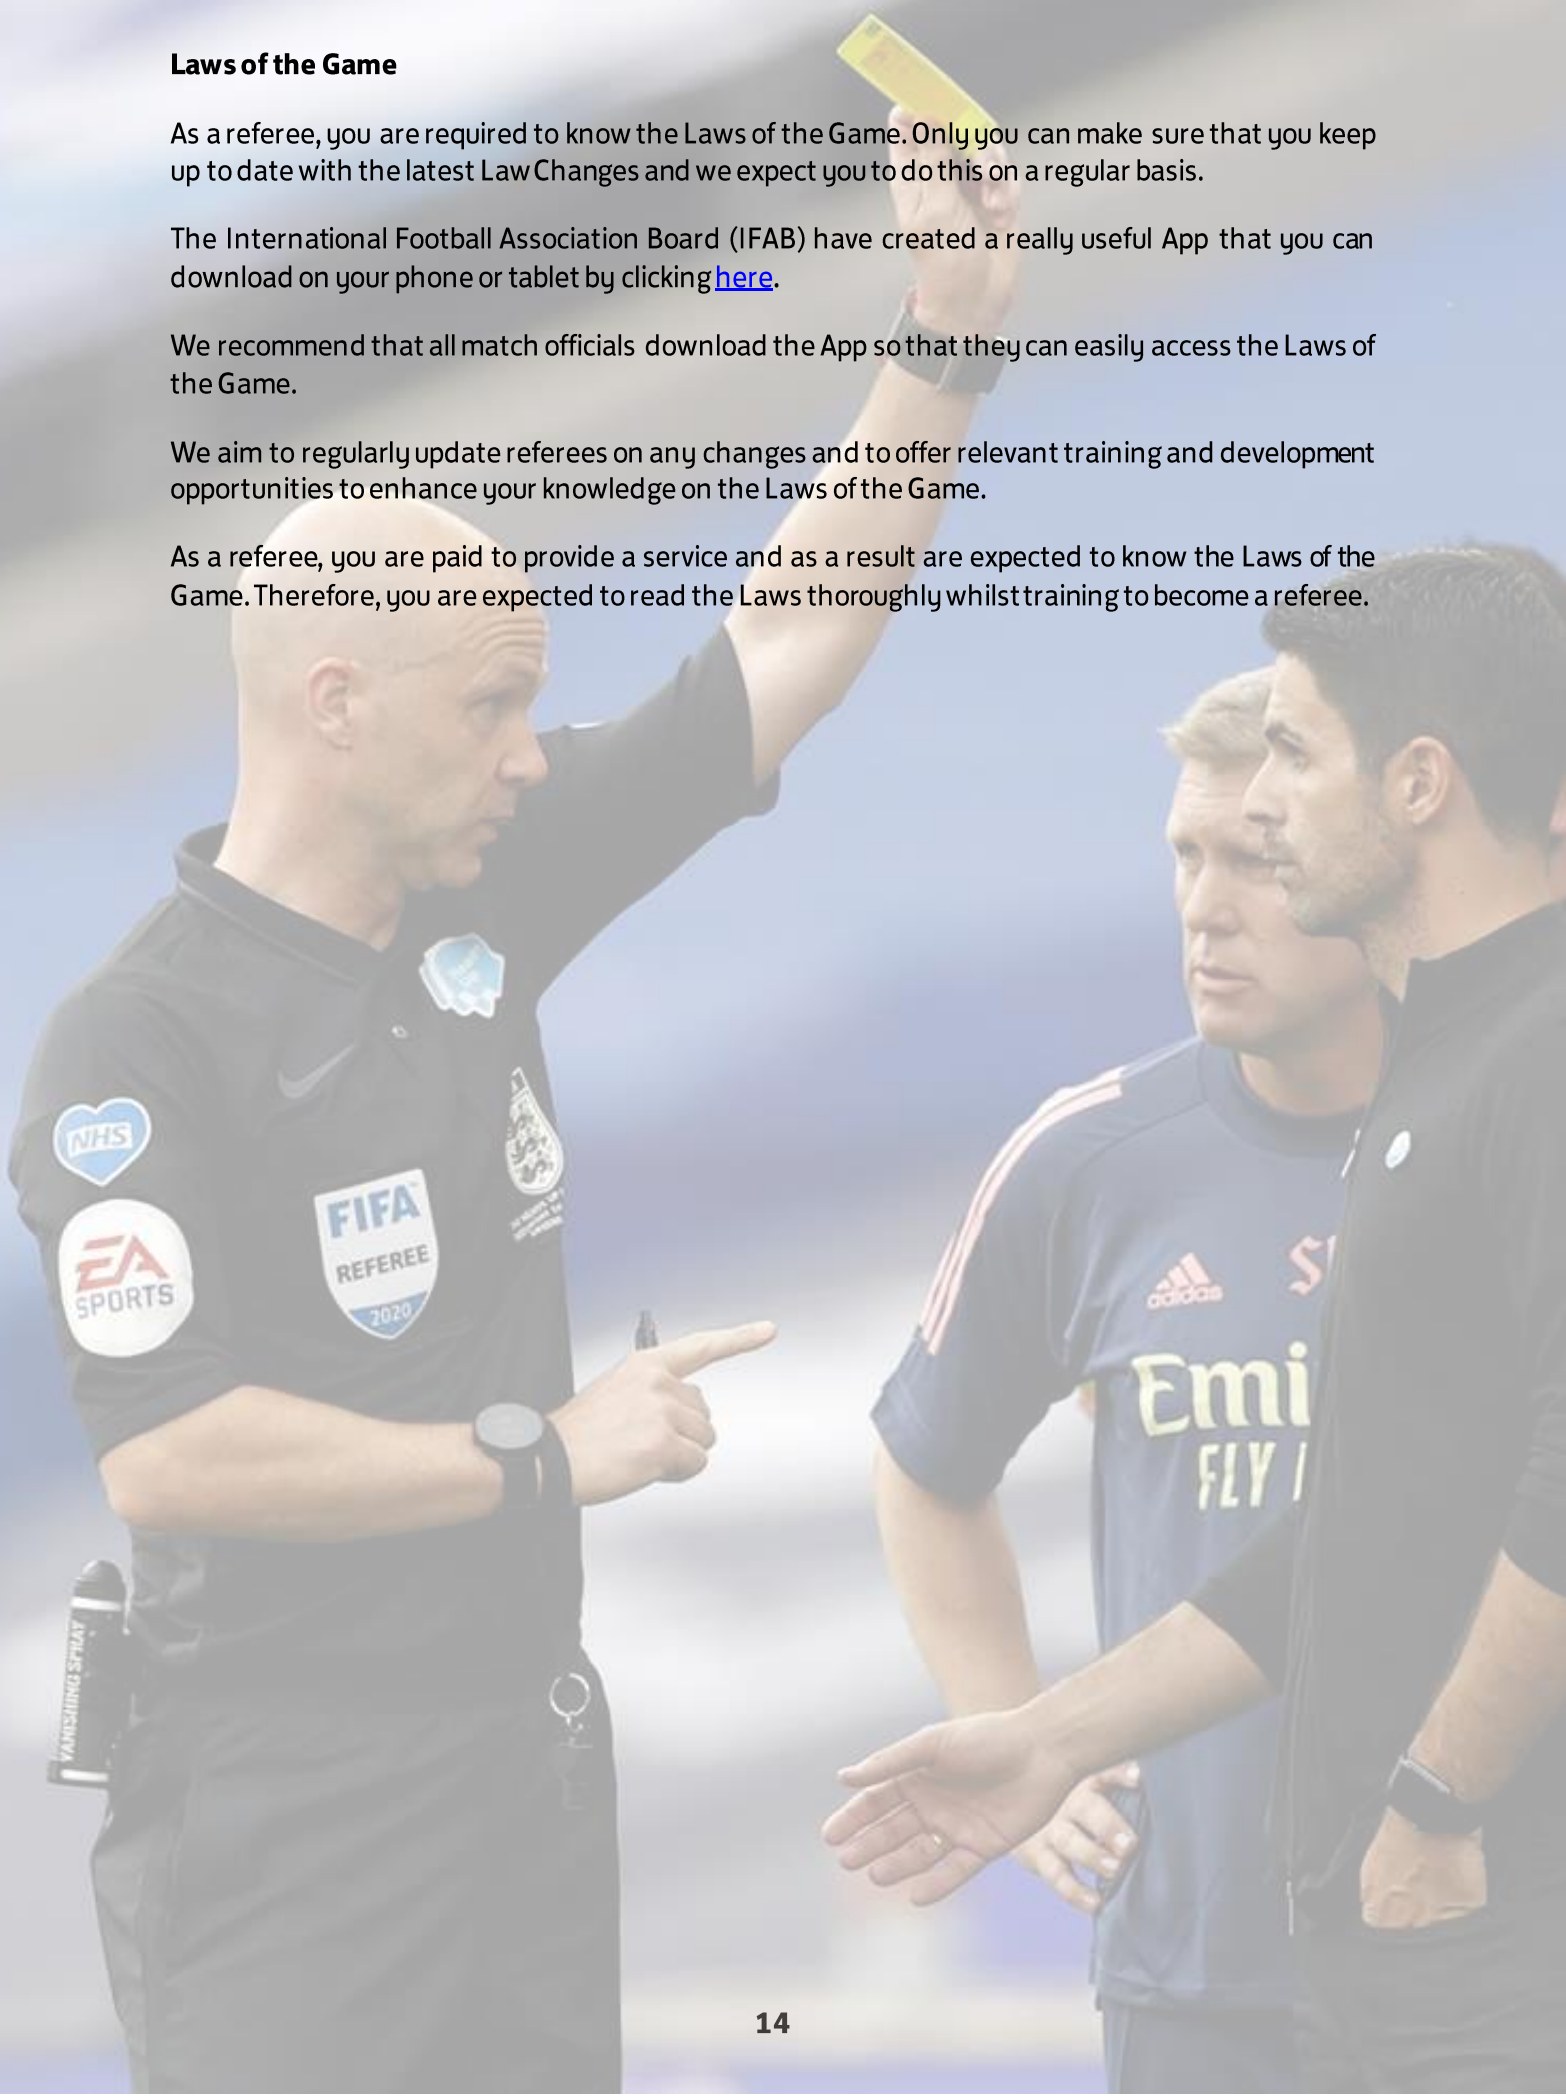 Laws of the Game
As a referee, you are required to know the Laws of the Game. Only you can make sure that you keep
up to date with the latest Law Changes and we expect you to do this on a regular basis.
The International Football Association Board (IFAB) have created a really useful App that you can
download on your phone or tablet by clicking here.
We recommend that all match officials download the App so that they can easily access the Laws of
the Game.
We aim to regularly update referees on any changes and to offer relevant training and development
opportunities to enhance your knowledge on the Laws of the Game.
As a referee, you are paid to provide a service and as a result are expected to know the Laws of the
Game. Therefore, you are expected to read the Laws thoroughly whilst training to become a referee.
NHS
FIFA
REFEREE
2020
EA
SPORTS
adidas
Emi
FLY
VANISHING SPRAY
14